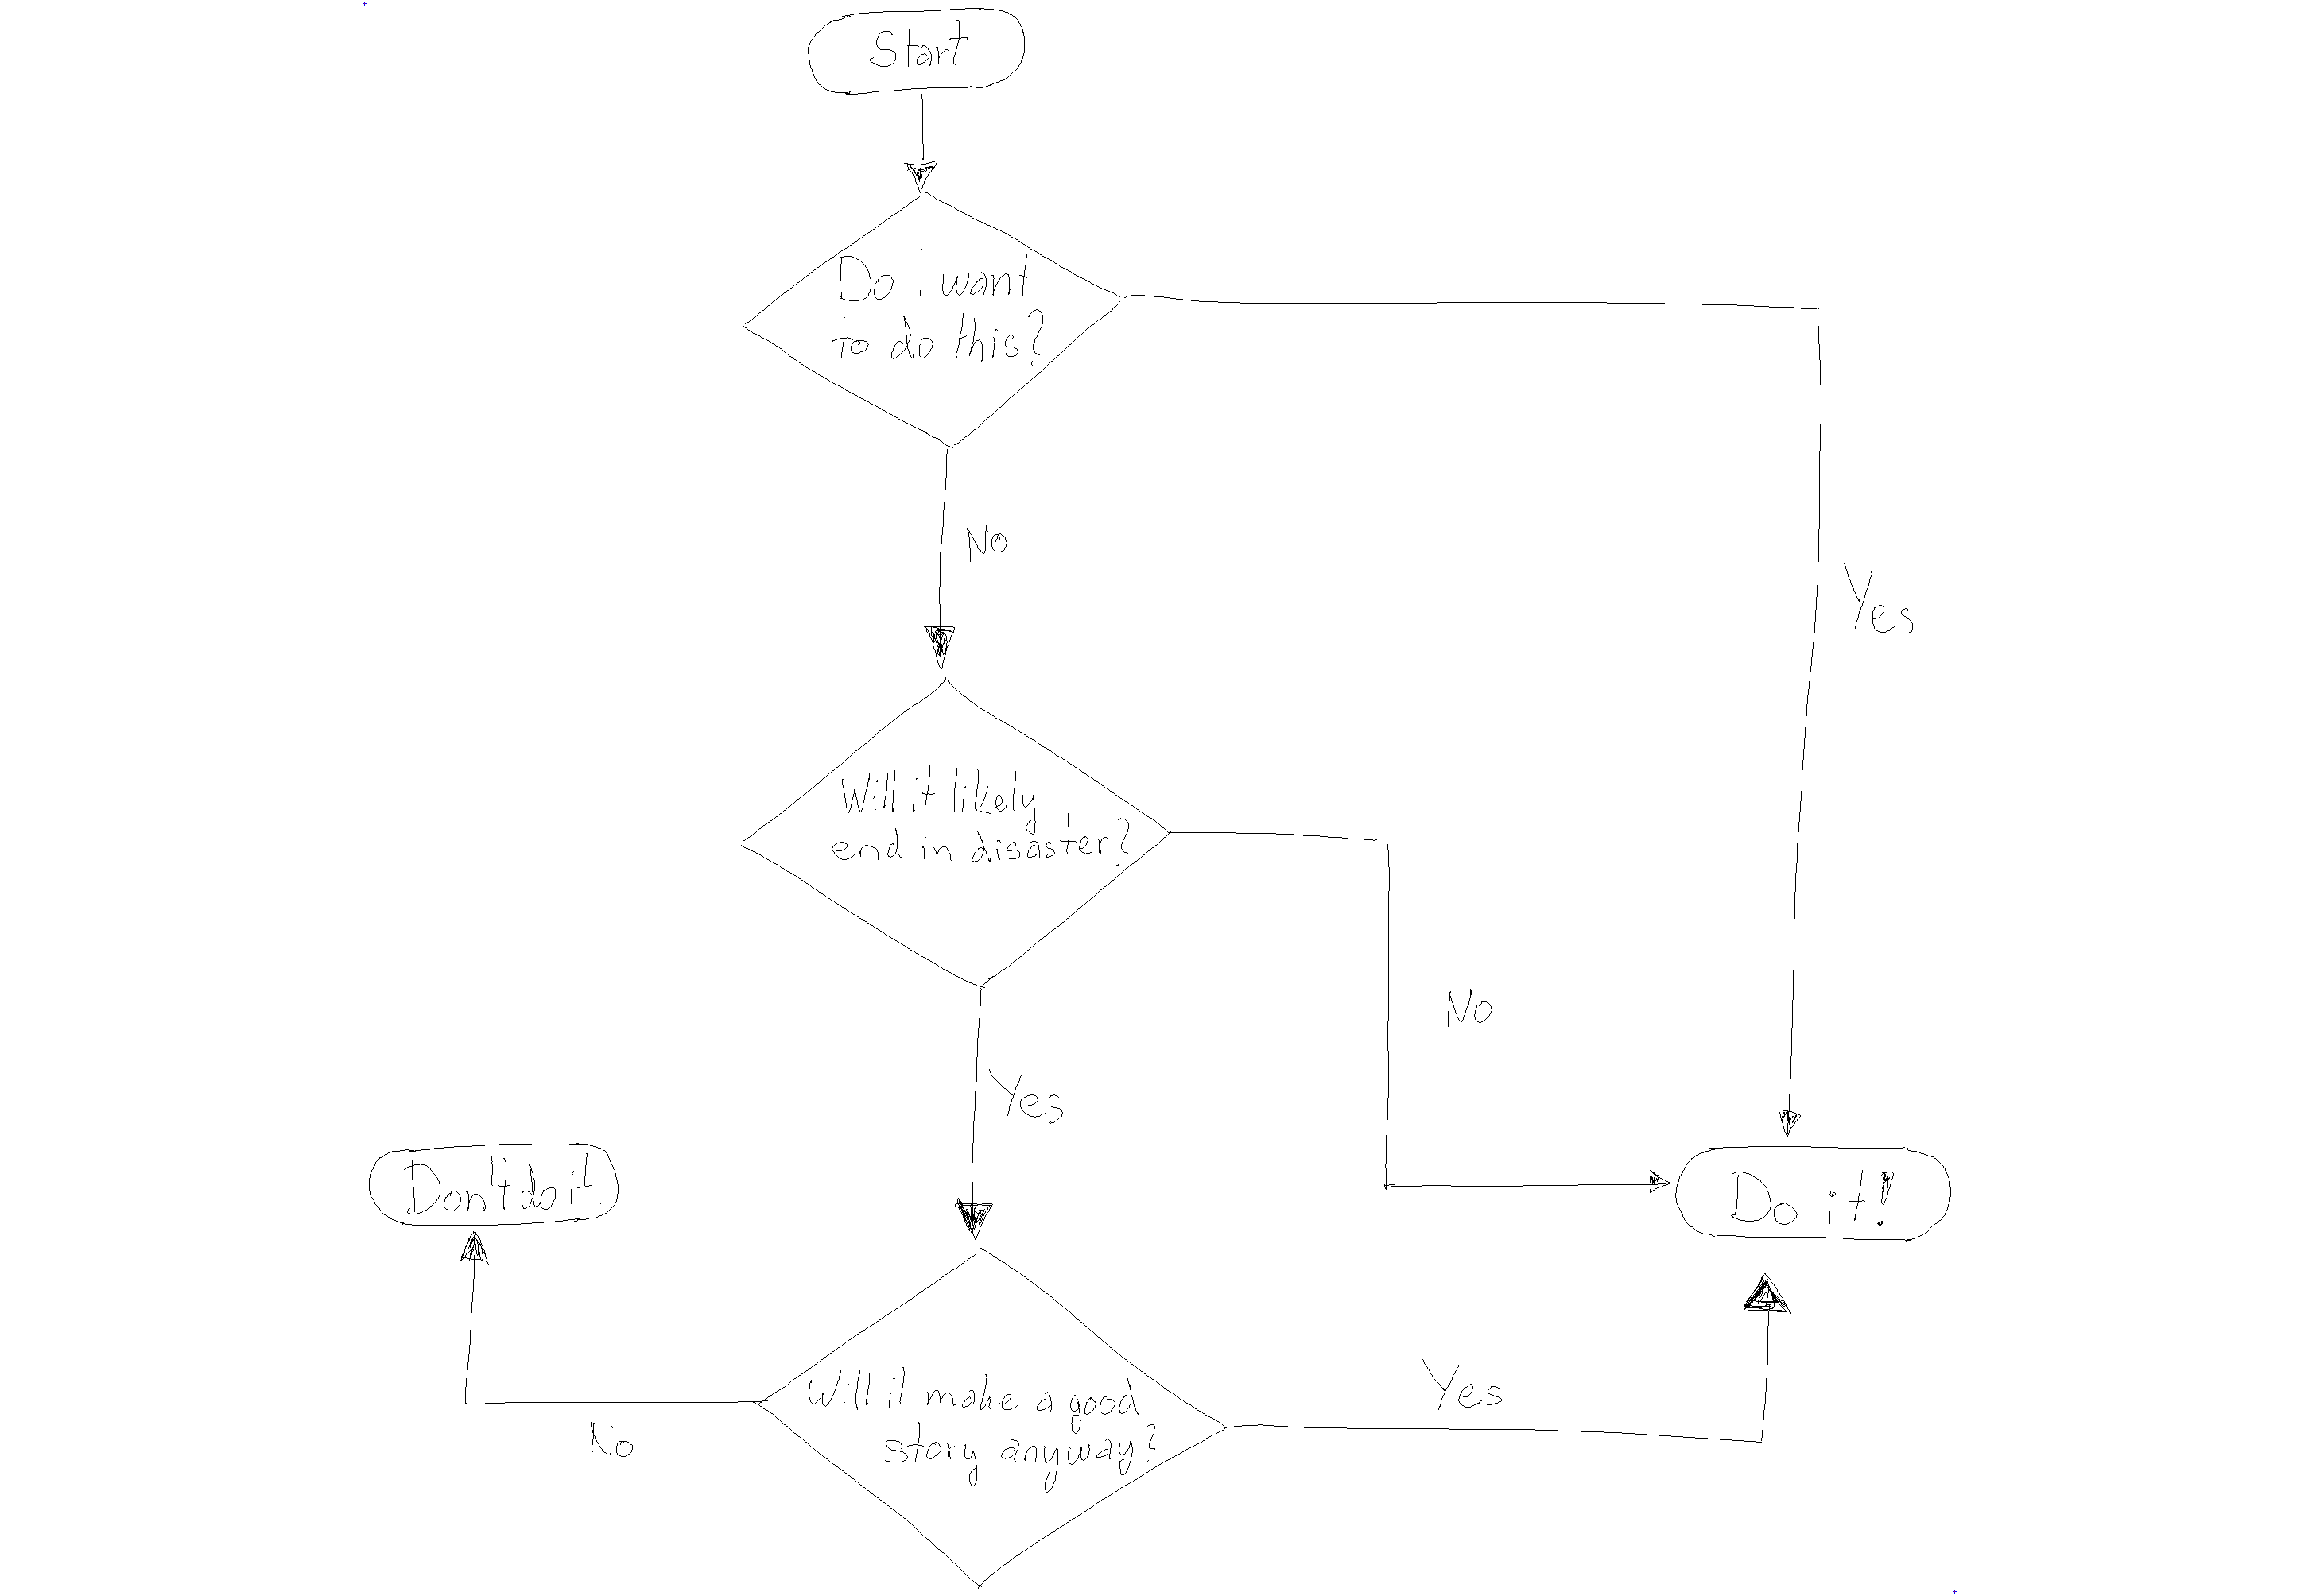 Start
Do I want
to do this?
No
Yes
Will it likely
end in disaster?
No
Yes
Don't do it.
Do it!
Will it make a good
story anyway?
Yes
No